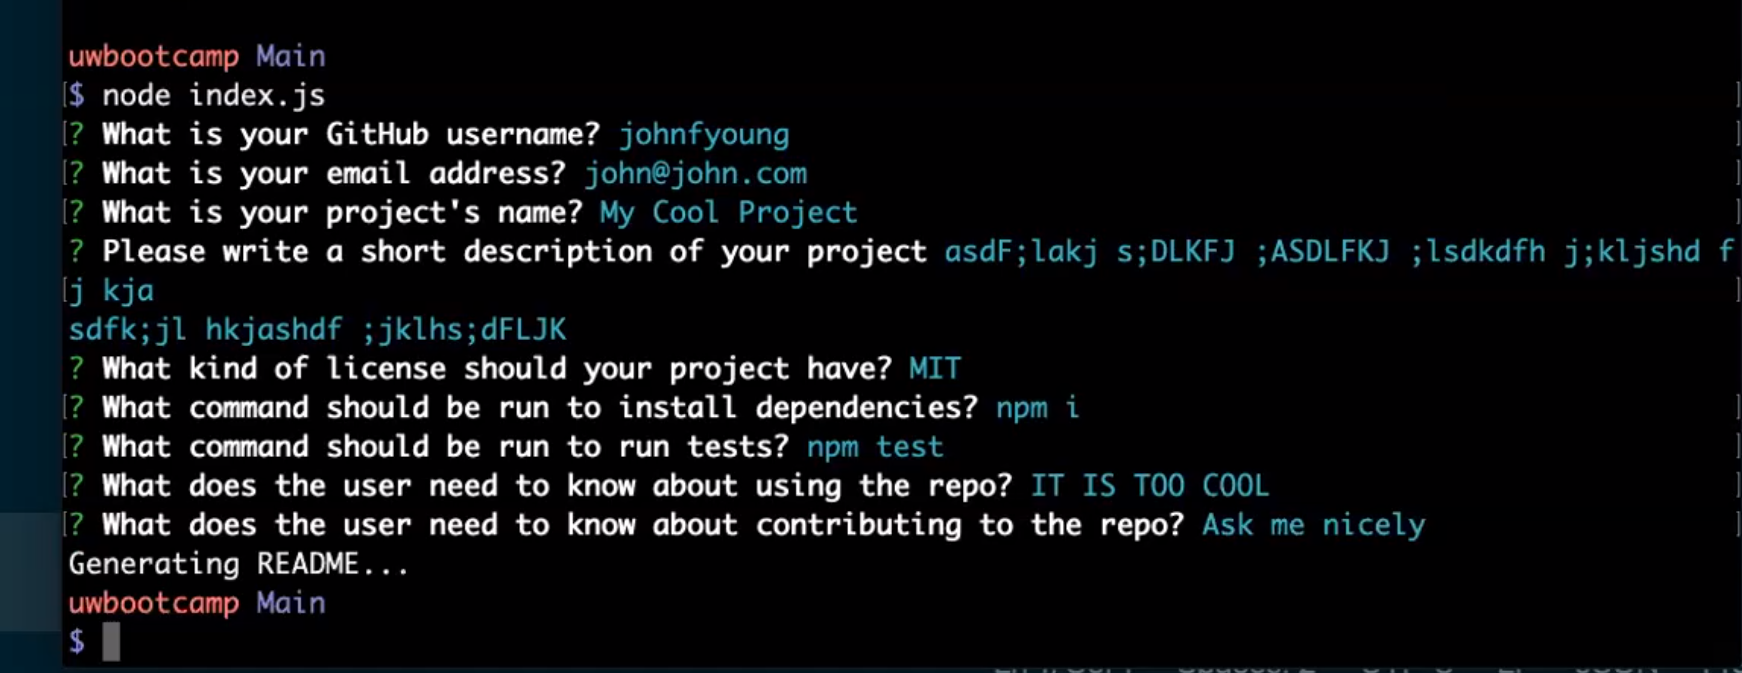 uwbootcamp Main
$ node index.js
? What is your GitHub username? johnfyoung
? What is your email address? john@john.com
? What is your project's name? My Cool Project
? Please write a short description of your project asdF;lakj s;DLKFJ ;ASDLFKJ ;lsdkdfh j;kljshd f
j kja
sdfk;jl hkjashdf ;jklhs;dFLJK
? What kind of license should your project have? MIT
? What command should be run to install dependencies? npm i
? What command should be run to run tests? npm test
? What does the user need to know about using the repo? IT IS TOO COOL
? What does the user need to know about contributing to the repo? Ask me nicely
Generating README...
uwbootcamp Main
$